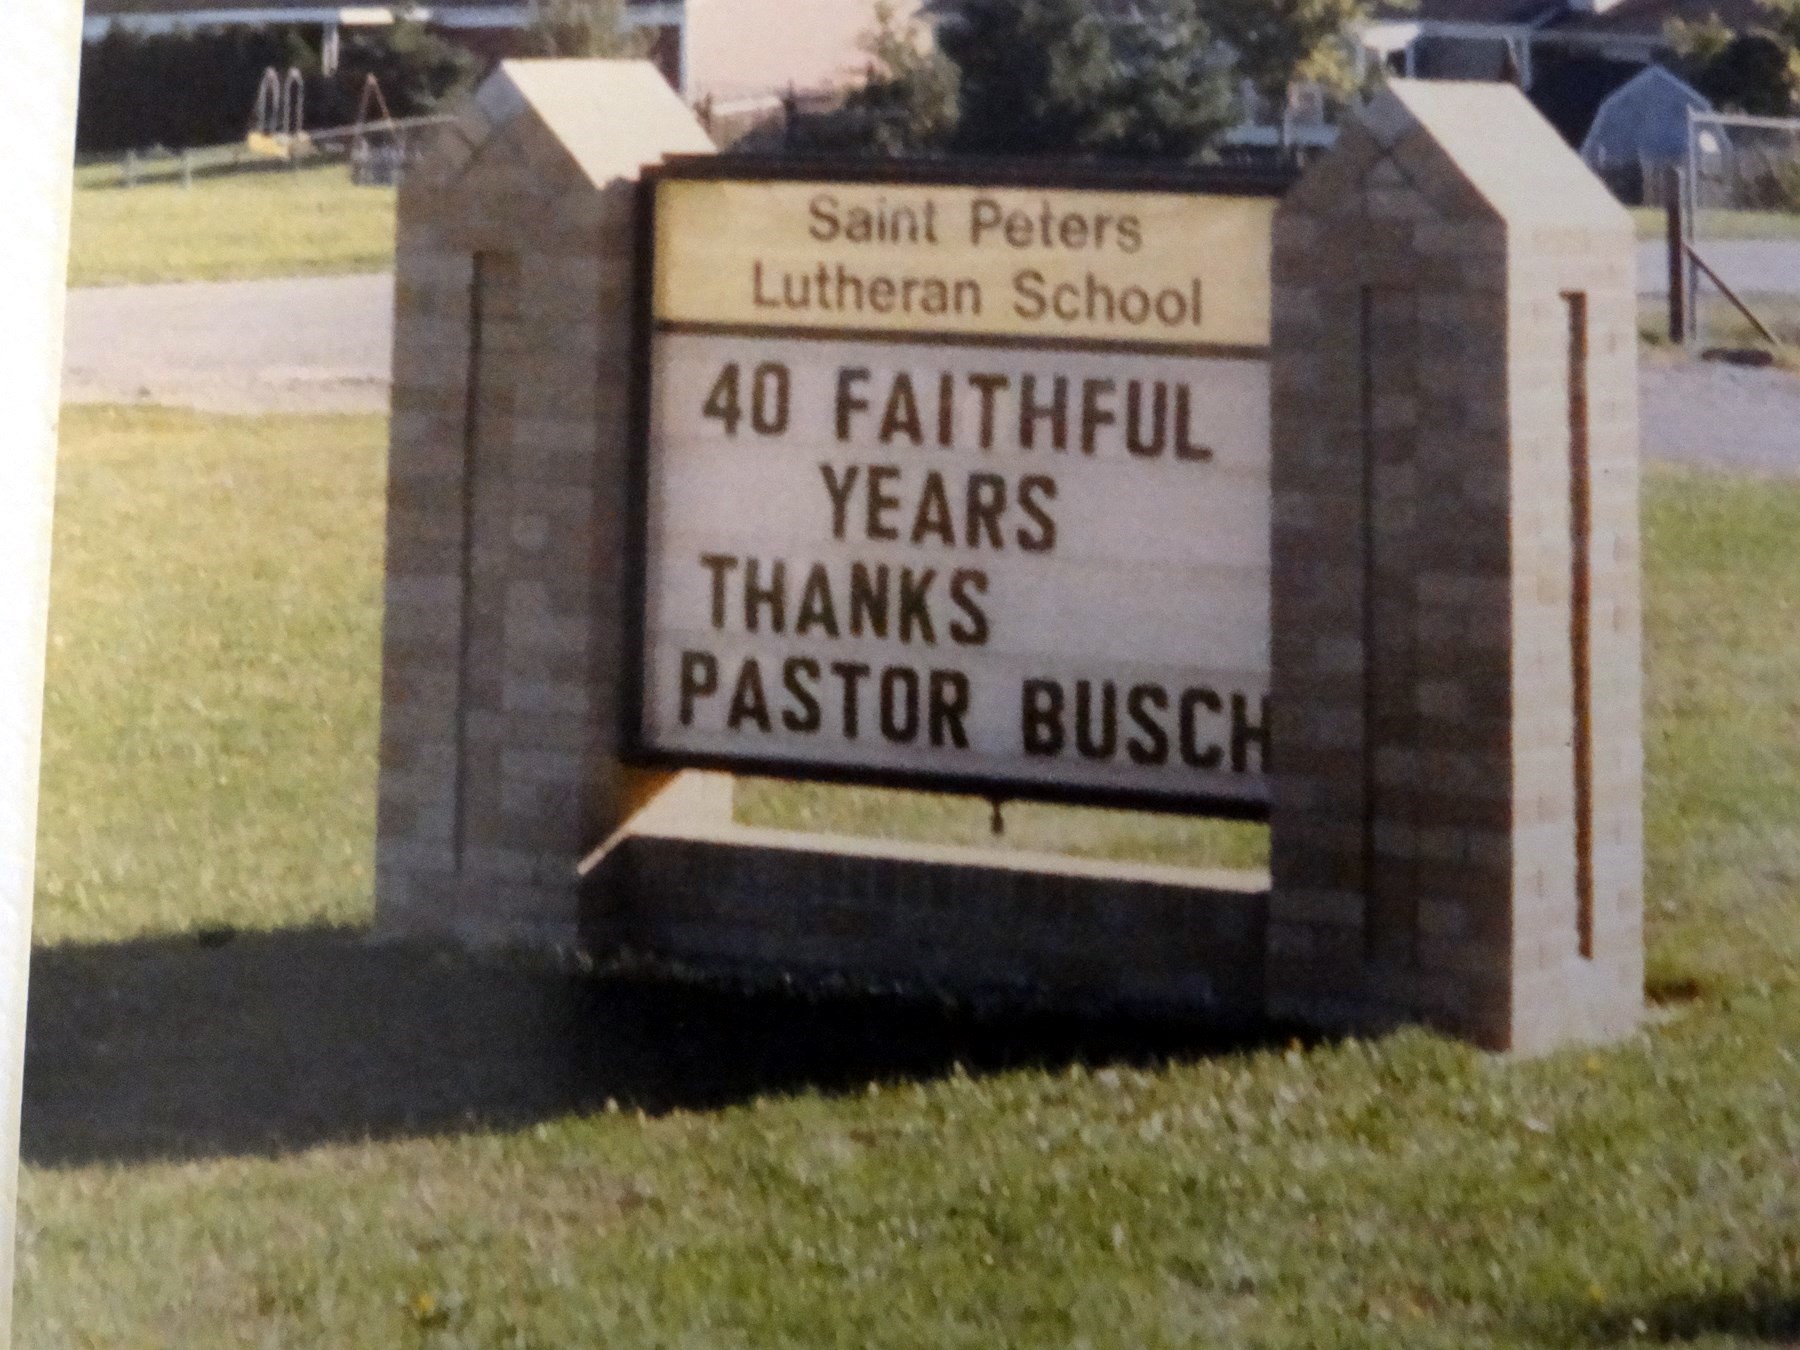 Saint Peters
Lutheran School
40 FAITHFUL
YEARS
THANKS
PASTOR BUSCH